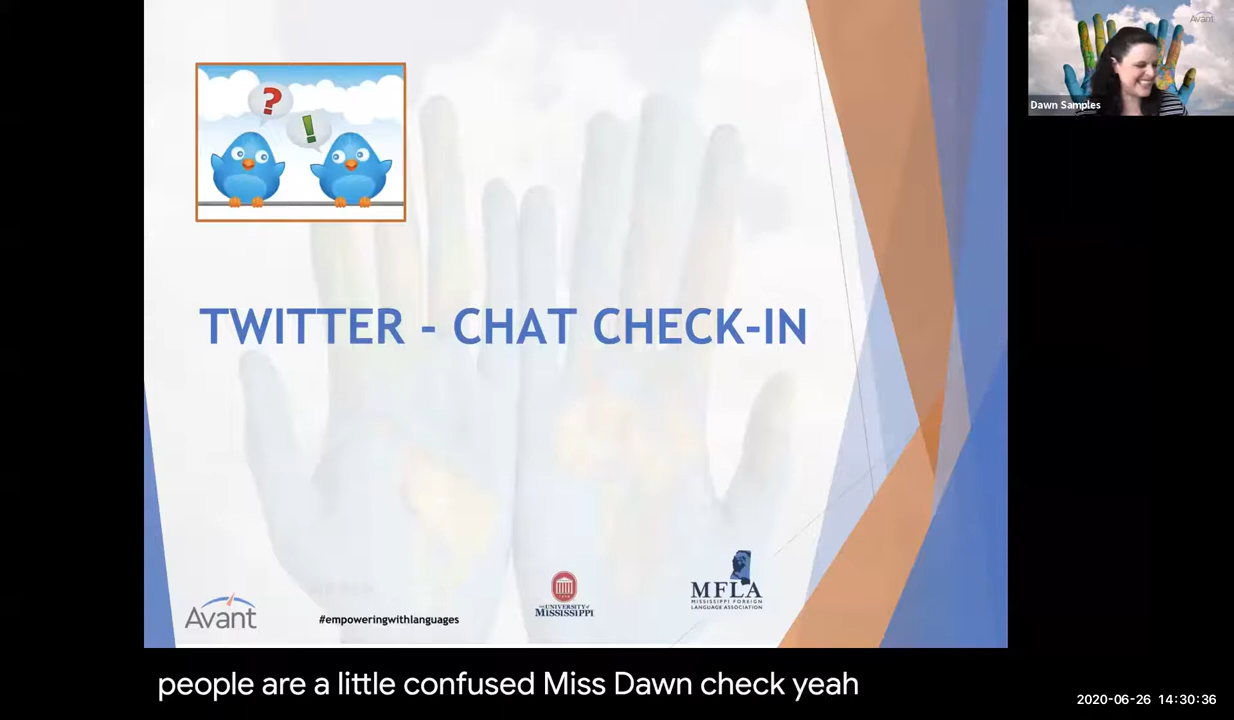 Avant
Dawn Samples
?
!
TWITTER - CHAT CHECK-IN
Avant
#empoweringwithlanguages
THE UNIVERSITY of
MISSISSIPPI
MFLA
MISSISSIPPI FOREIGN
LANGUAGE ASSOCIATION
people are a little confused Miss Dawn check yeah
2020-06-26 14:30:36